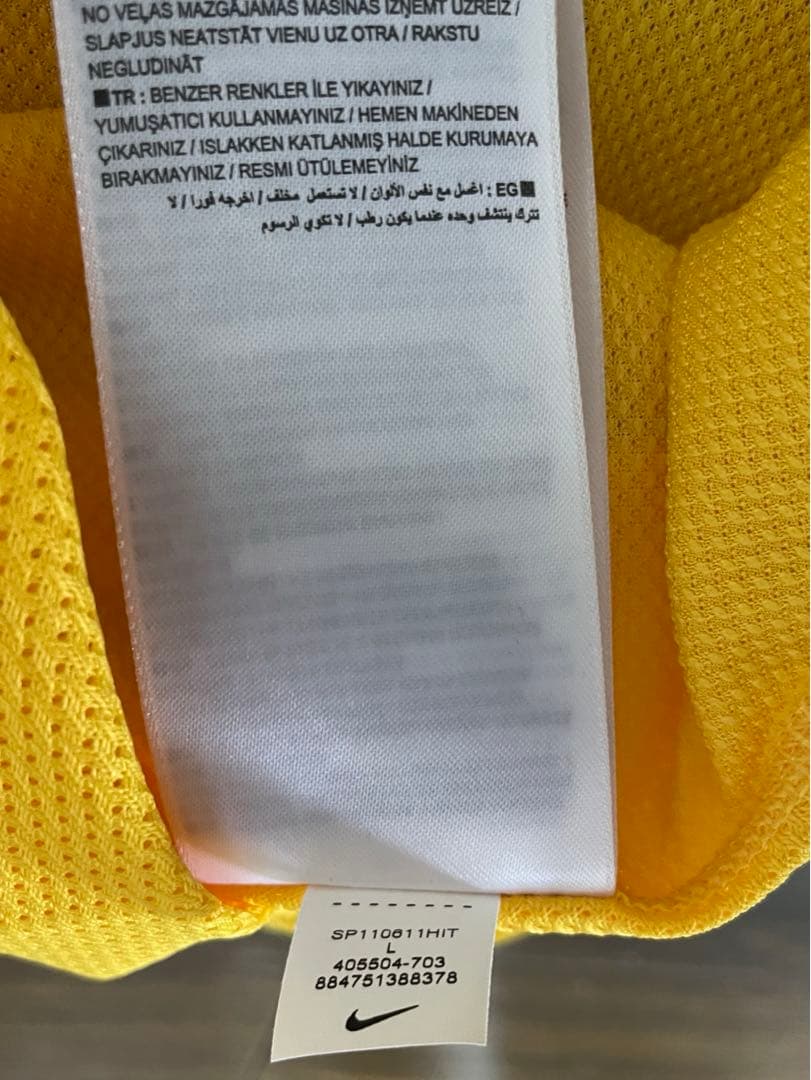 NO VEĻAS MAZGĀJAMĀS MAŠĪNAS IZŅEMT UZREIZ /
SLAPJUS NEATSTĀT VIENU UZ OTRA / RAKSTU
NEGLUDINĀT
■TR : BENZER RENKLER İLE YIKAYINIZ /
YUMUŞATICI KULLANMAYINIZ / HEMEN MAKİNEDEN
ÇIKARINIZ / ISLAKKEN KATLANMIŞ HALDE KURUMAYA
BIRAKMAYINIZ / RESMI ÜTÜLEMEYİNİZ
■EG : اغسل مع نفس الألوان / لا تستعمل مخلف / اخرجه فورا / لا
تترك ينتشف وحده عندما يكون رطب / لا تكوي الرسوم
SP110611HIT
L
405504-703
884751388378